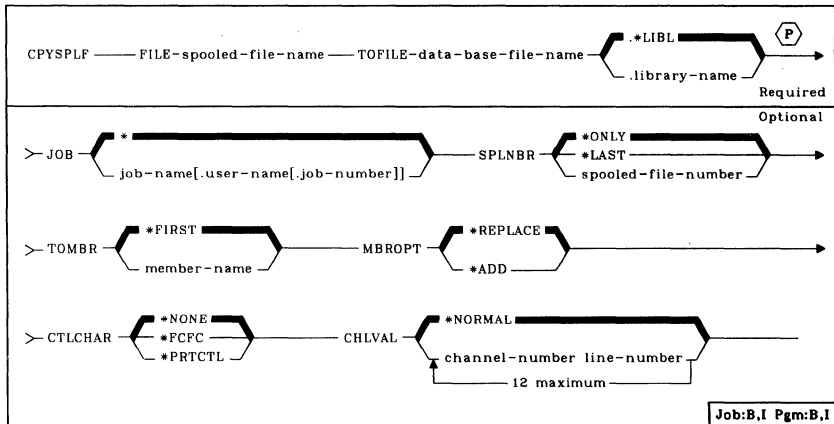 .*LIBL
P
CPYSPLF FILE-spooled-file-name TOFILE-data-base-file-name
.library-name
Required
Optional
* *ONLY
JOB SPLNBR *LAST
job-name[.user-name[.job-number]] spooled-file-number
*FIRST *REPLACE
TOMBR MBROPT
member-name *ADD
*NONE *NORMAL
CTLCHAR *FCFC CHLVAL
*PRTCTL channel-number line-number
12 maximum
Job:B,I Pgm:B,I